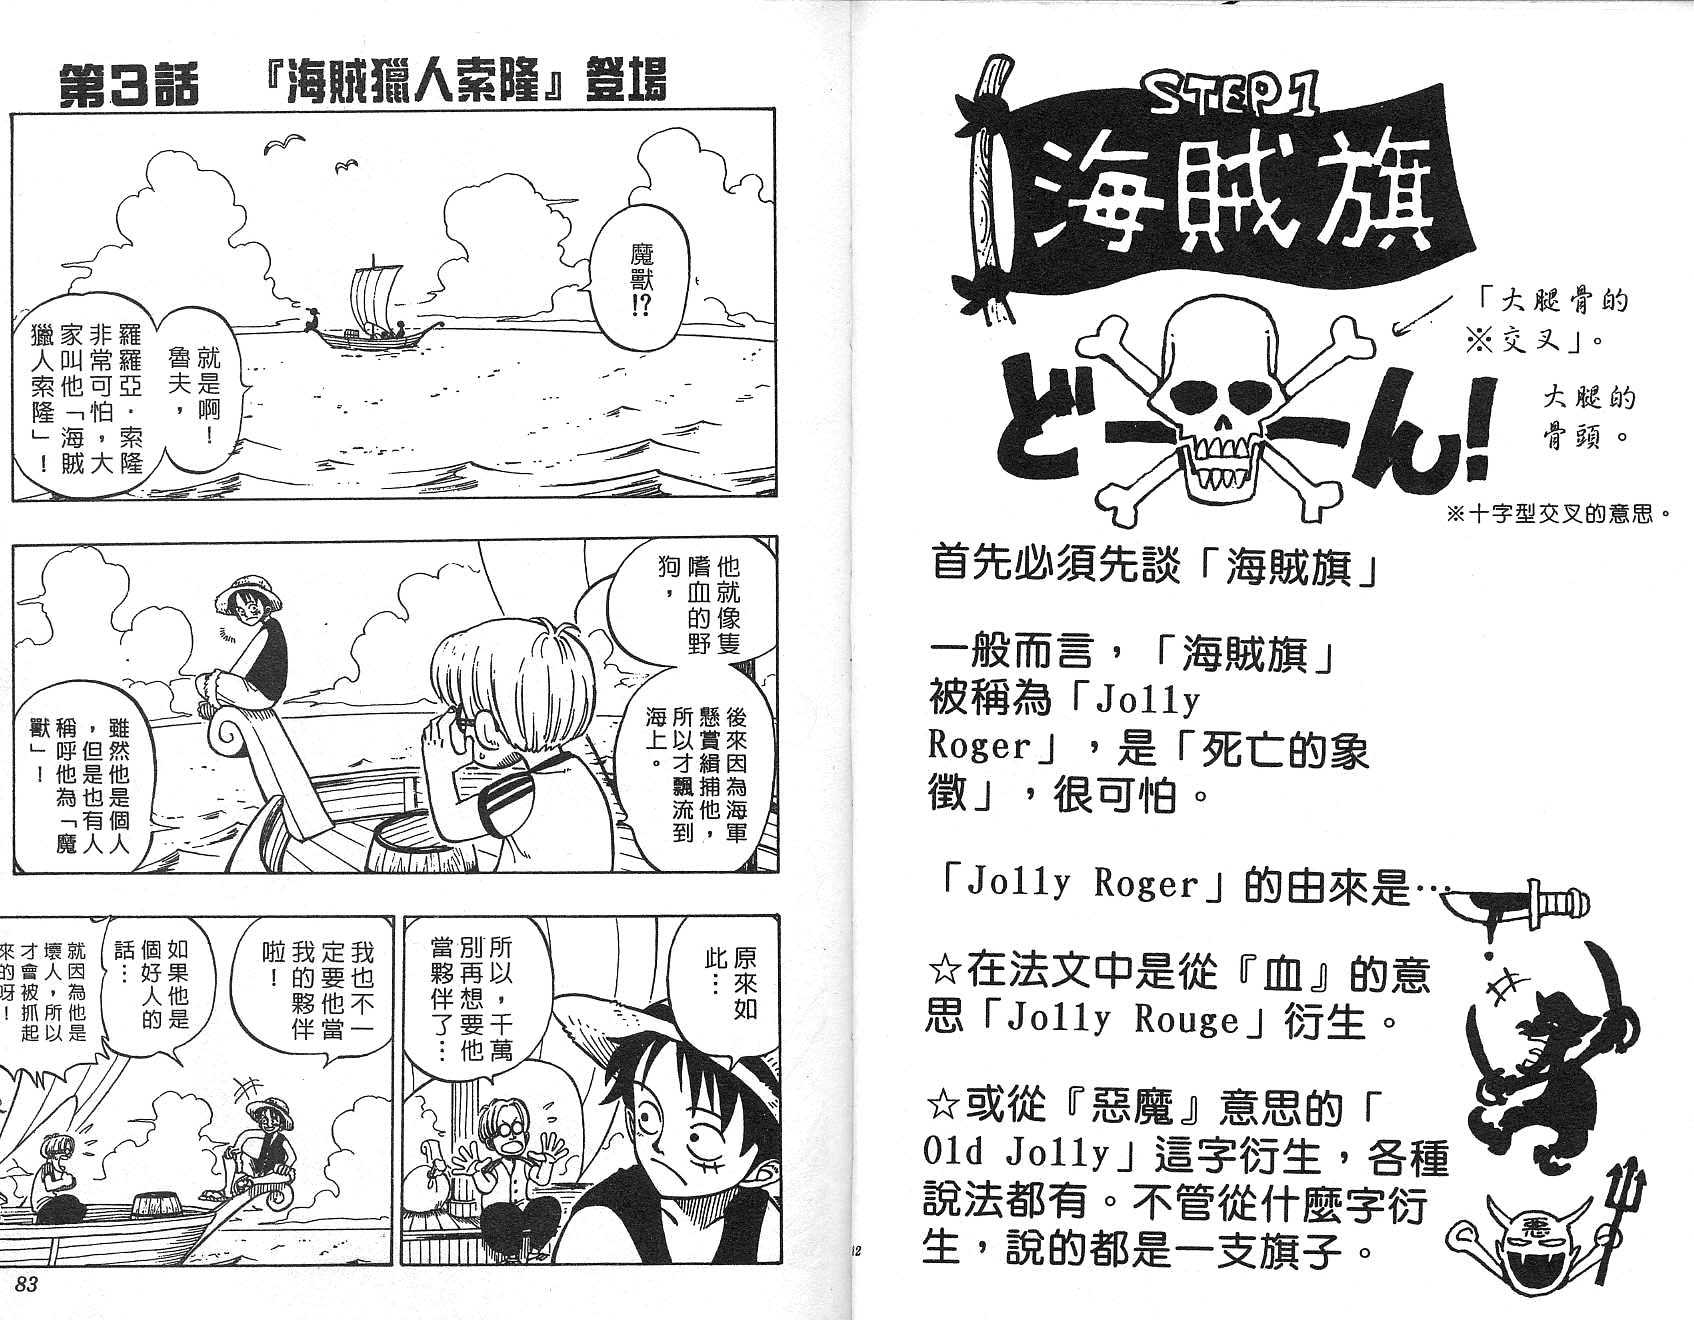 STEP1
海賊旗
「大腿骨的
※交叉」。
大腿的
骨頭。
どーーん!
※十字型交叉的意思。
首先必須先談「海賊旗」
一般而言，「海賊旗」
被稱為「Jolly
Roger」，是「死亡的象
徵」，很可怕。
「Jolly Roger」的由來是…
☆在法文中是從『血』的意
思「Jolly Rouge」衍生。
☆或從『惡魔』意思的「
Old Jolly」這字衍生，各種
說法都有。不管從什麼字衍
生，說的都是一支旗子。
惡
第3話 『海賊獵人索隆』登場
魔獸!?
就是啊！
魯夫，
羅羅亞．索隆
非常可怕，大
家叫他「海賊
獵人索隆」！
他就像隻
嗜血的野
狗，
後來因為海軍
懸賞緝捕他，
所以才飄流到
海上。
雖然他是個人
，但是也有人
稱呼他為「魔
獸」！
原來如
此…
所以，千萬
別再想要他
當夥伴了…
我也不一
定要他當
我的夥伴
啦！
如果他是
個好人的
話…
就因為他是
壞人，所以
才會被抓起
來的呀！
83
12